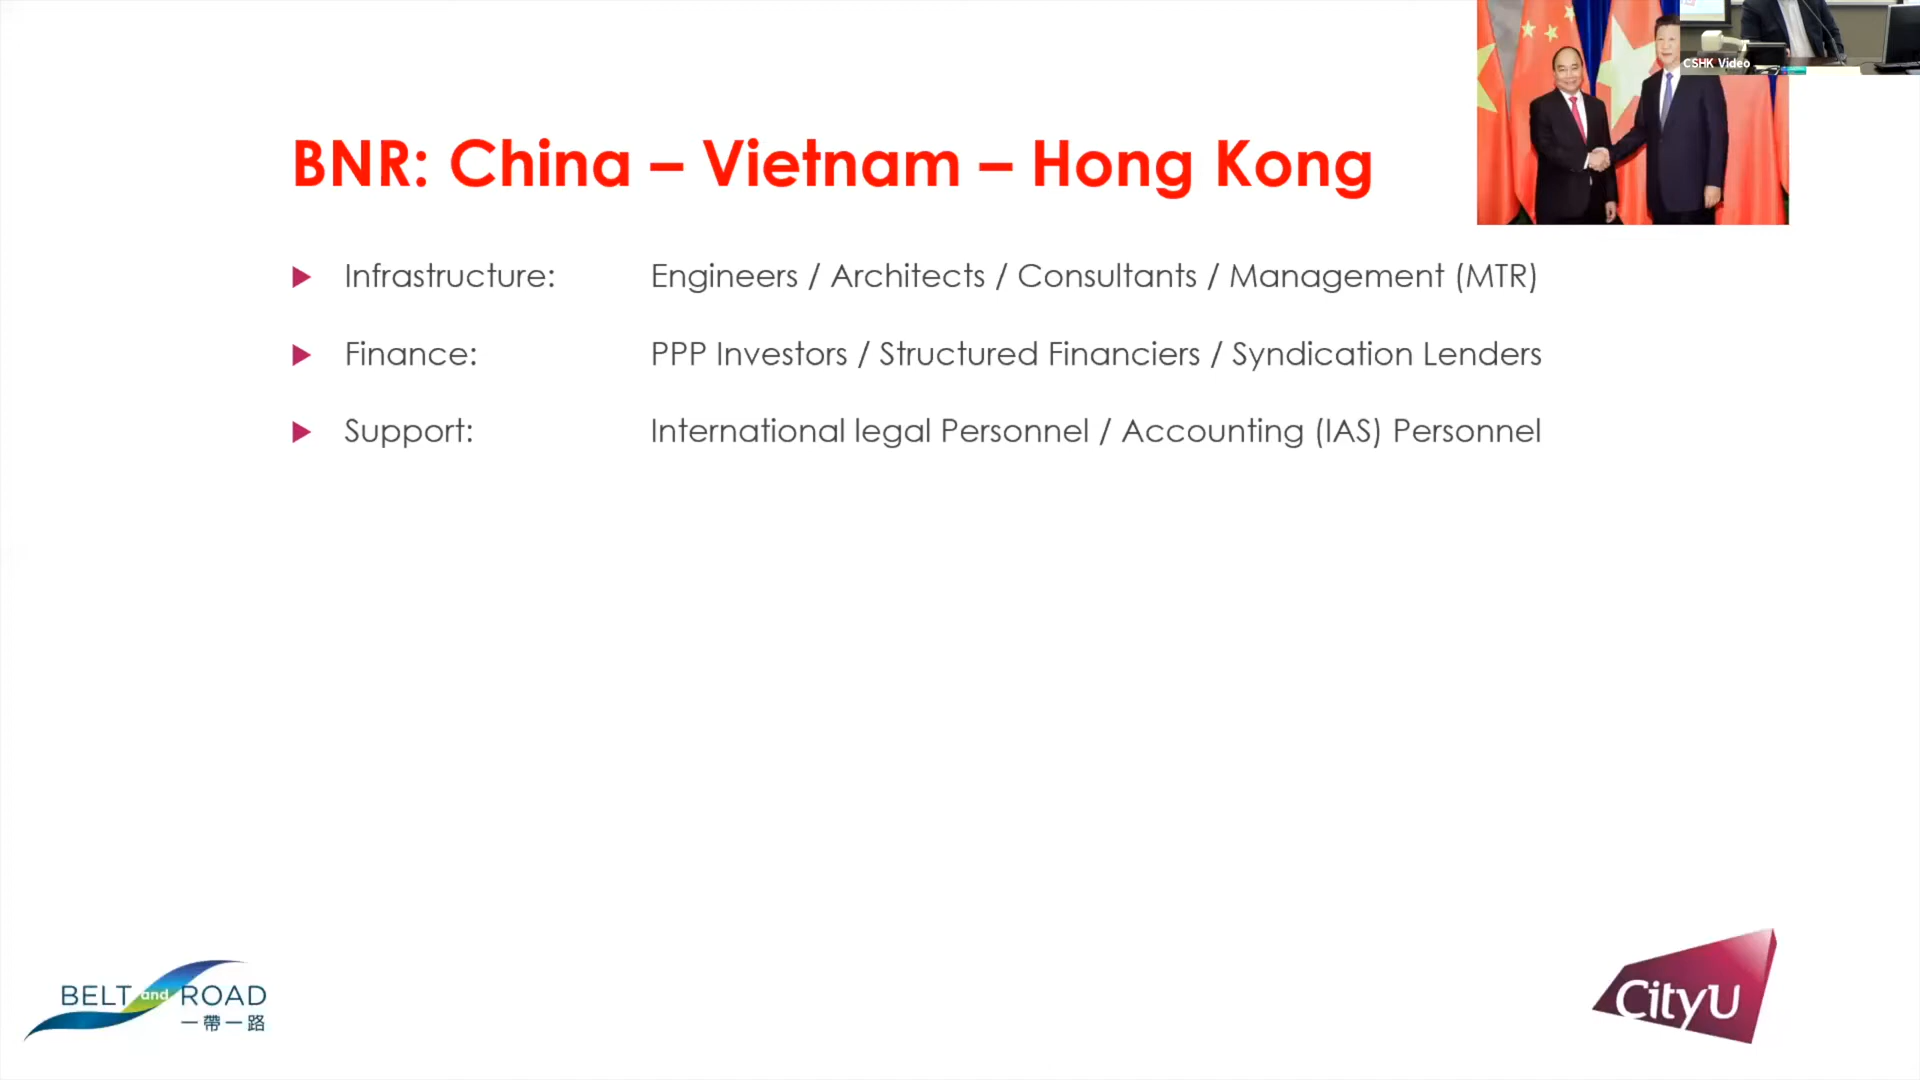 CSHK Video
BNR: China – Vietnam – Hong Kong
Infrastructure: Engineers / Architects / Consultants / Management (MTR)
Finance: PPP Investors / Structured Financiers / Syndication Lenders
Support: International legal Personnel / Accounting (IAS) Personnel
BELT and ROAD
一帶一路
CityU